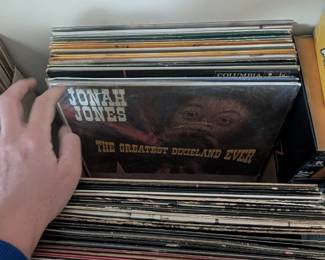 COLUMBIA
JONAH
JONES
THE GREATEST DIXIELAND EVER